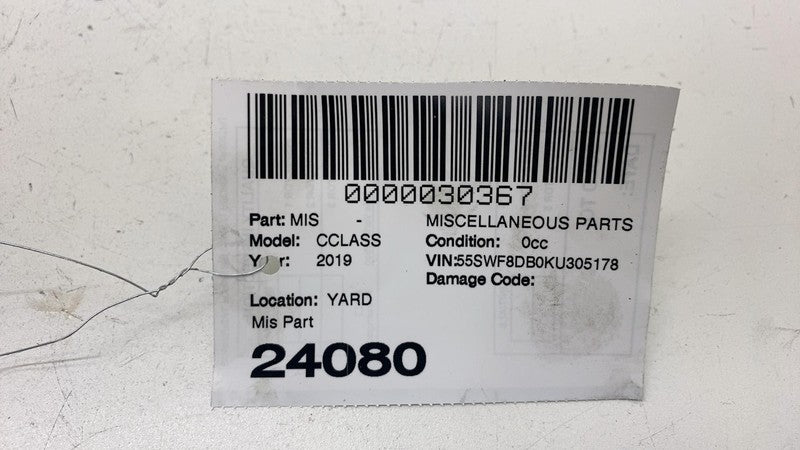 0000030367
Part: MIS - MISCELLANEOUS PARTS
Model: CCLASS Condition: 0cc
Year: 2019 VIN:55SWF8DB0KU305178
Damage Code:
Location: YARD
Mis Part
24080